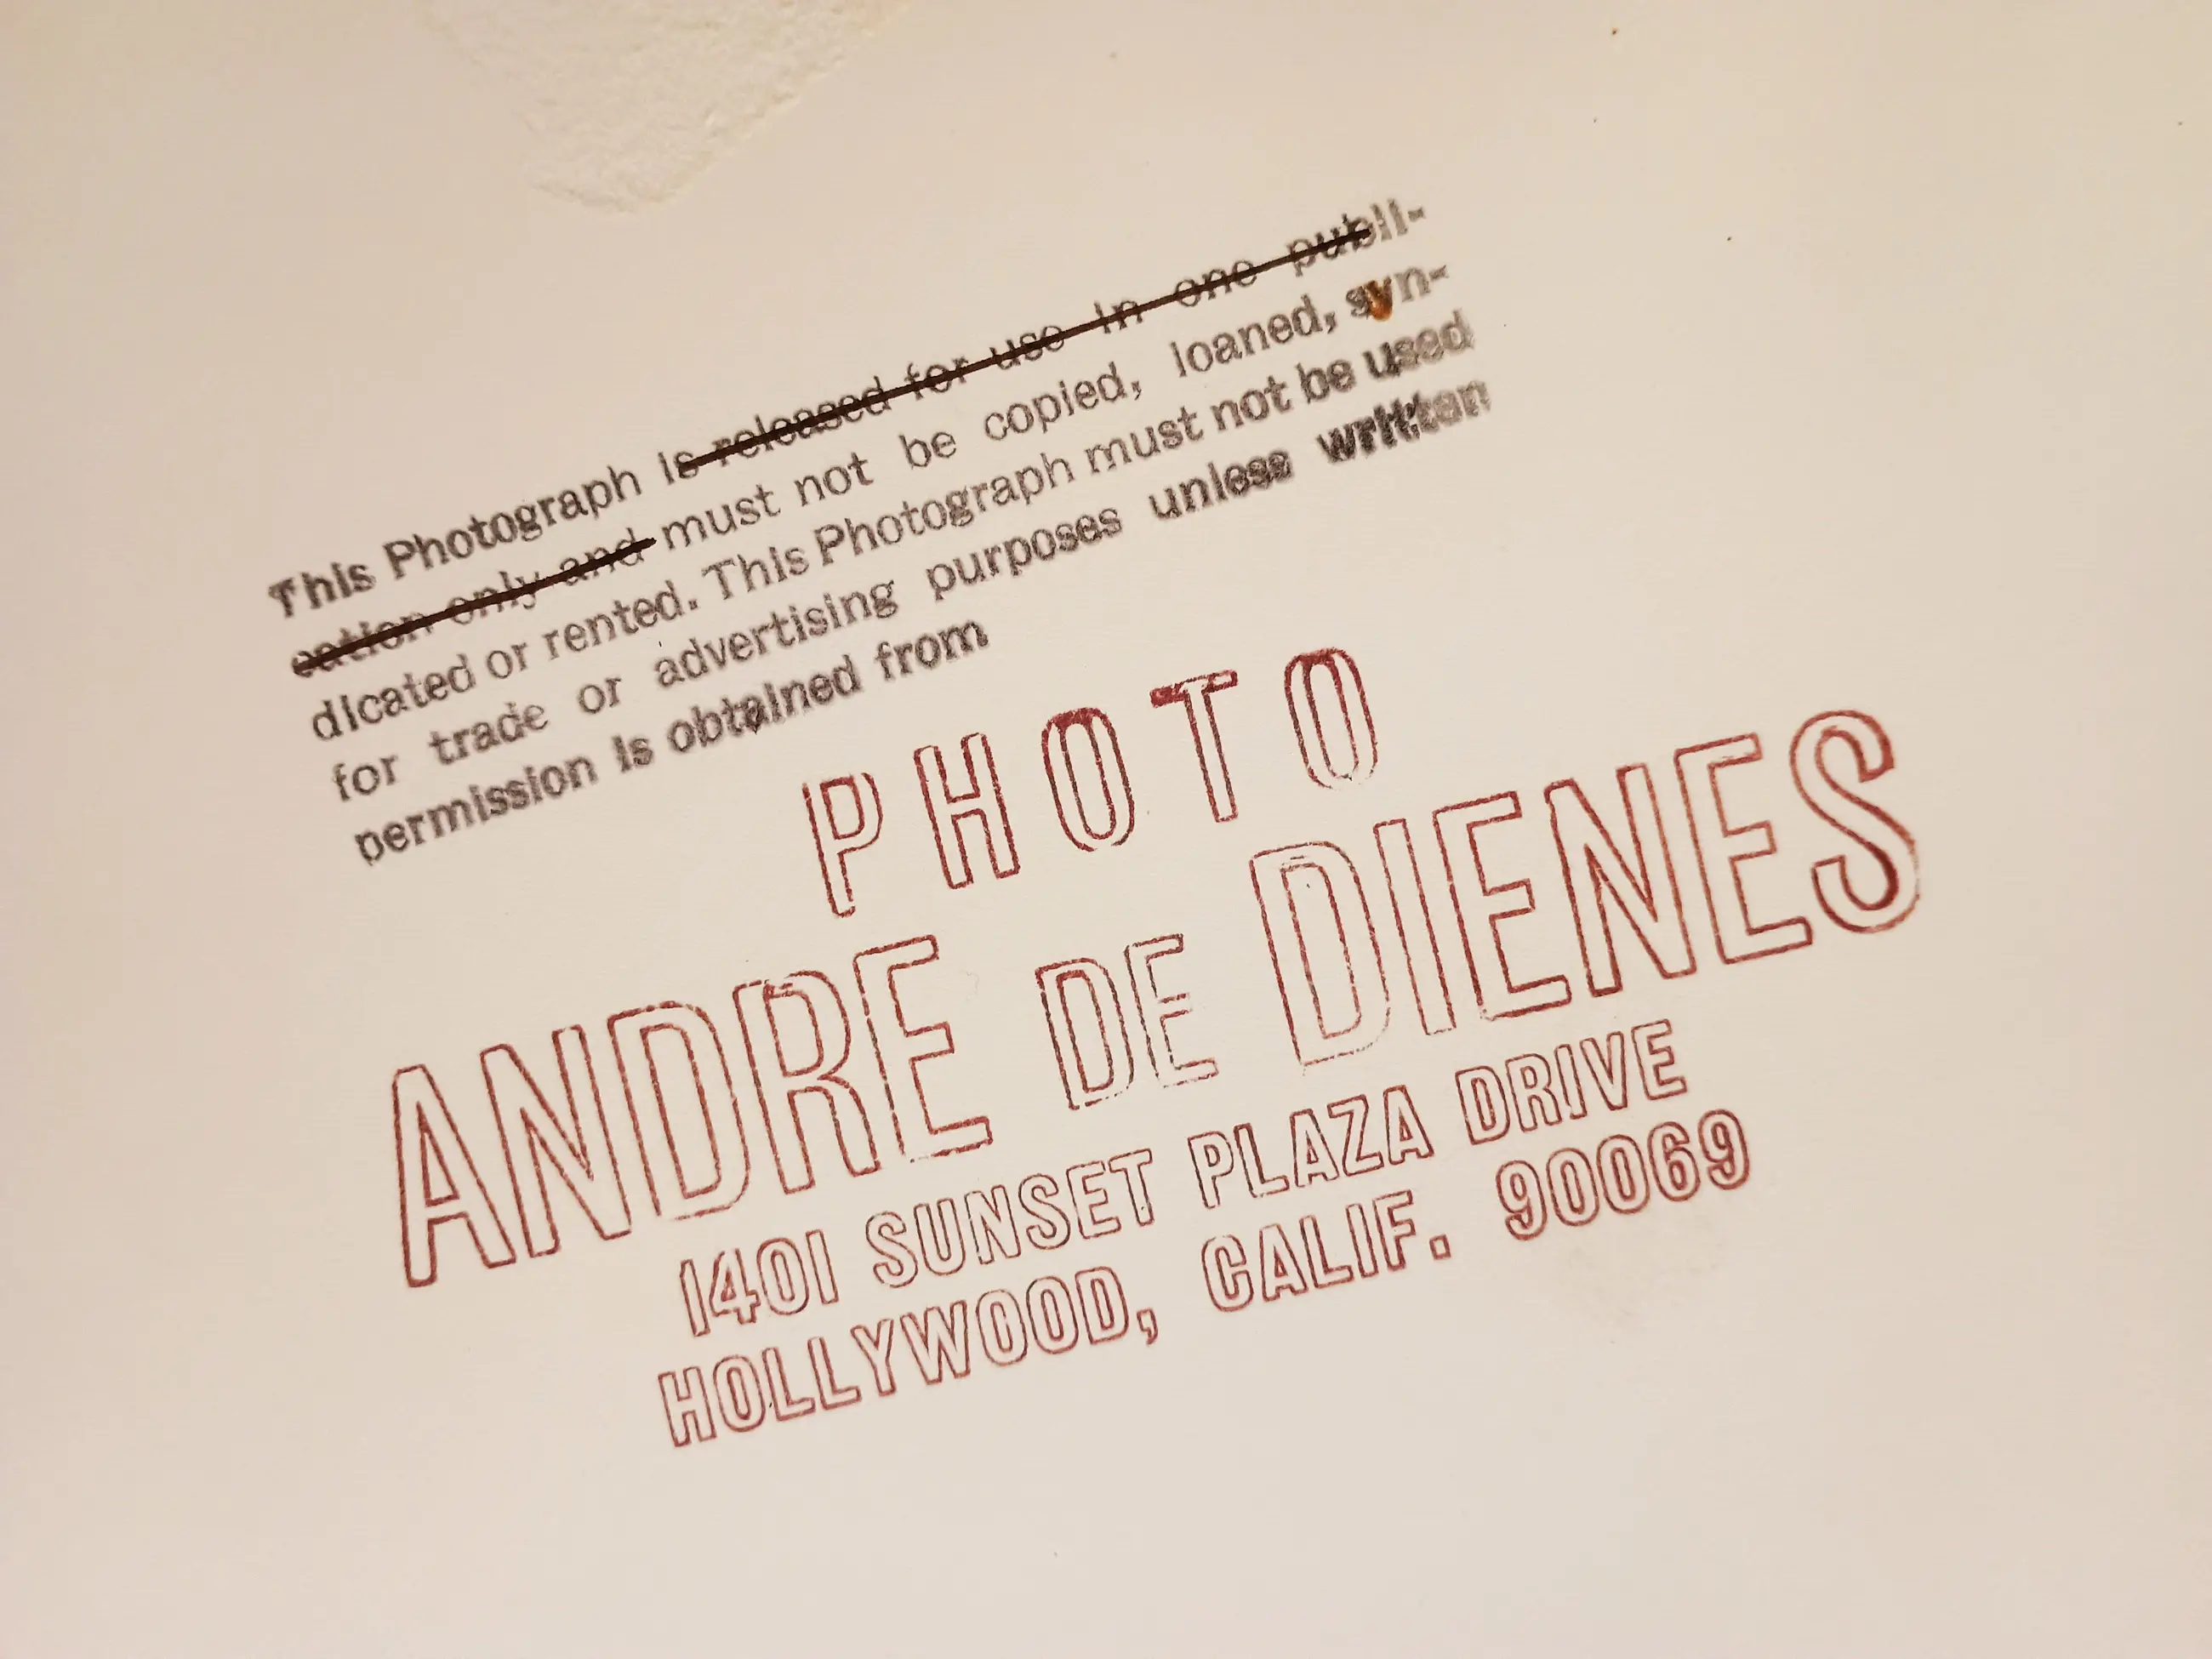 This Photograph is released for use in one publi-
cation only and must not be copied, loaned, syn-
dicated or rented. This Photograph must not be used
for trade or advertising purposes unless written
permission is obtained from
PHOTO
ANDRE DE DIENES
1401 SUNSET PLAZA DRIVE
HOLLYWOOD, CALIF. 90069